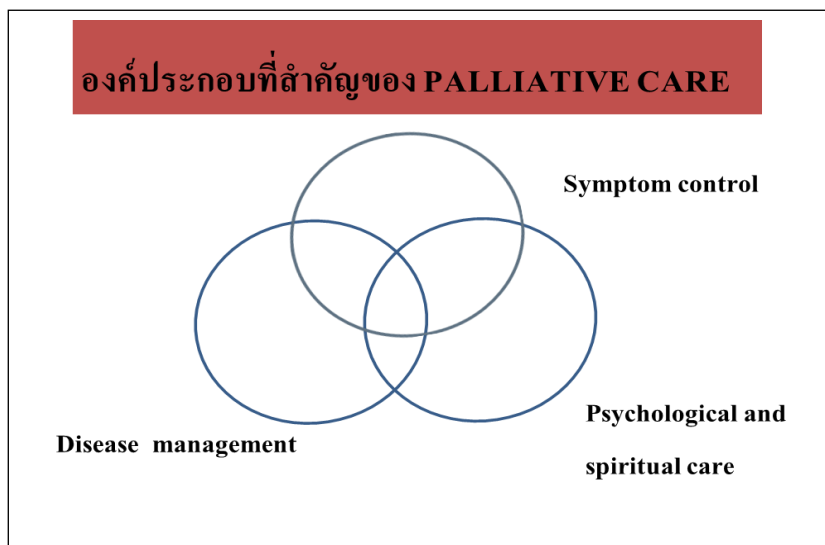 องค์ประกอบที่สำคัญของ PALLIATIVE CARE
Symptom control
Psychological and
spiritual care
Disease management